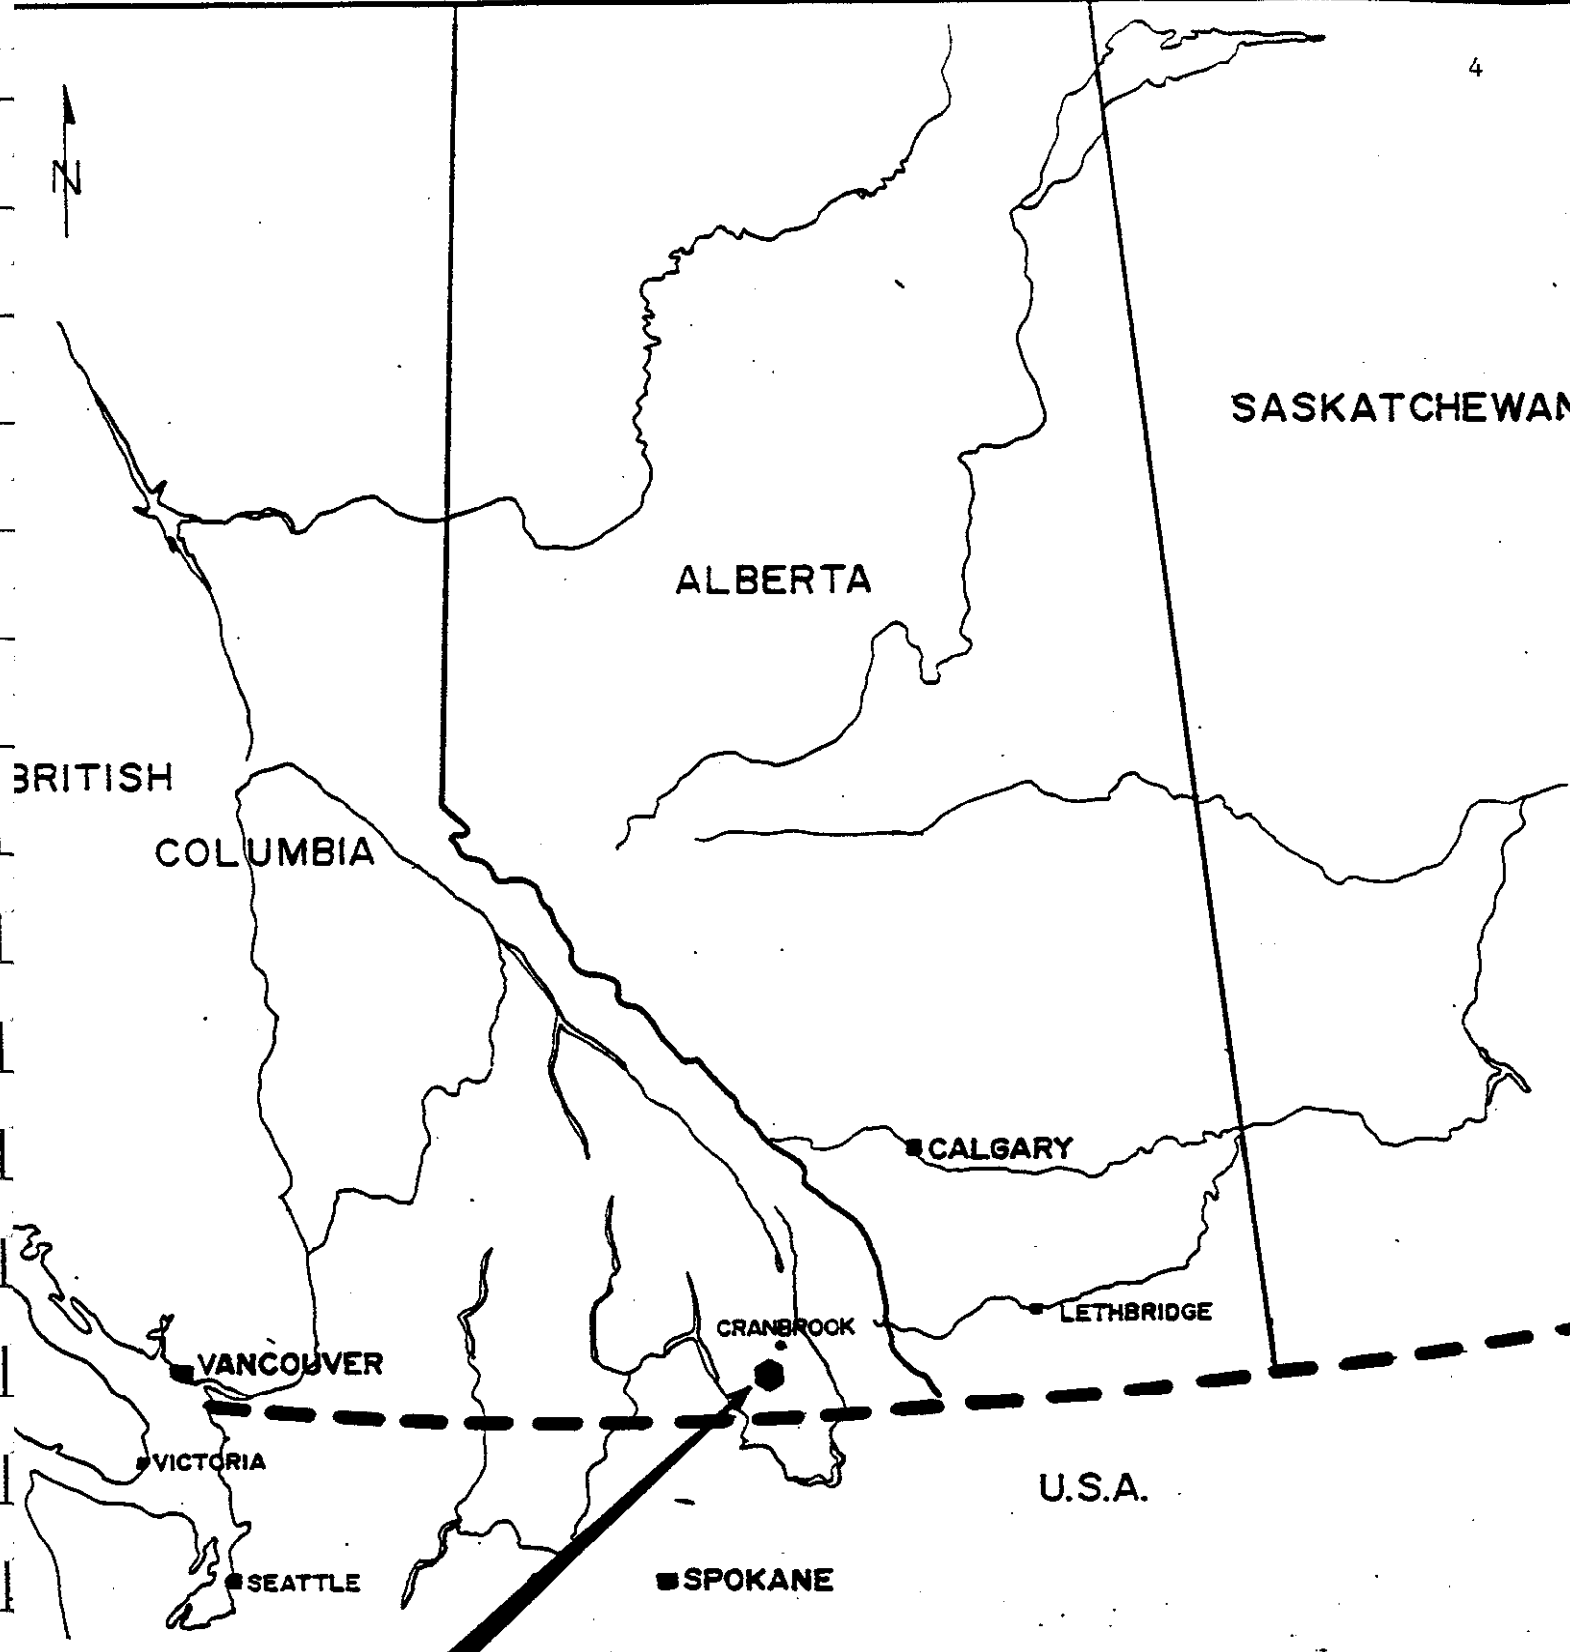 4
N
SASKATCHEWAN
ALBERTA
BRITISH
COLUMBIA
CALGARY
LETHBRIDGE
CRANBROOK
VANCOUVER
VICTORIA
U.S.A.
SEATTLE
SPOKANE